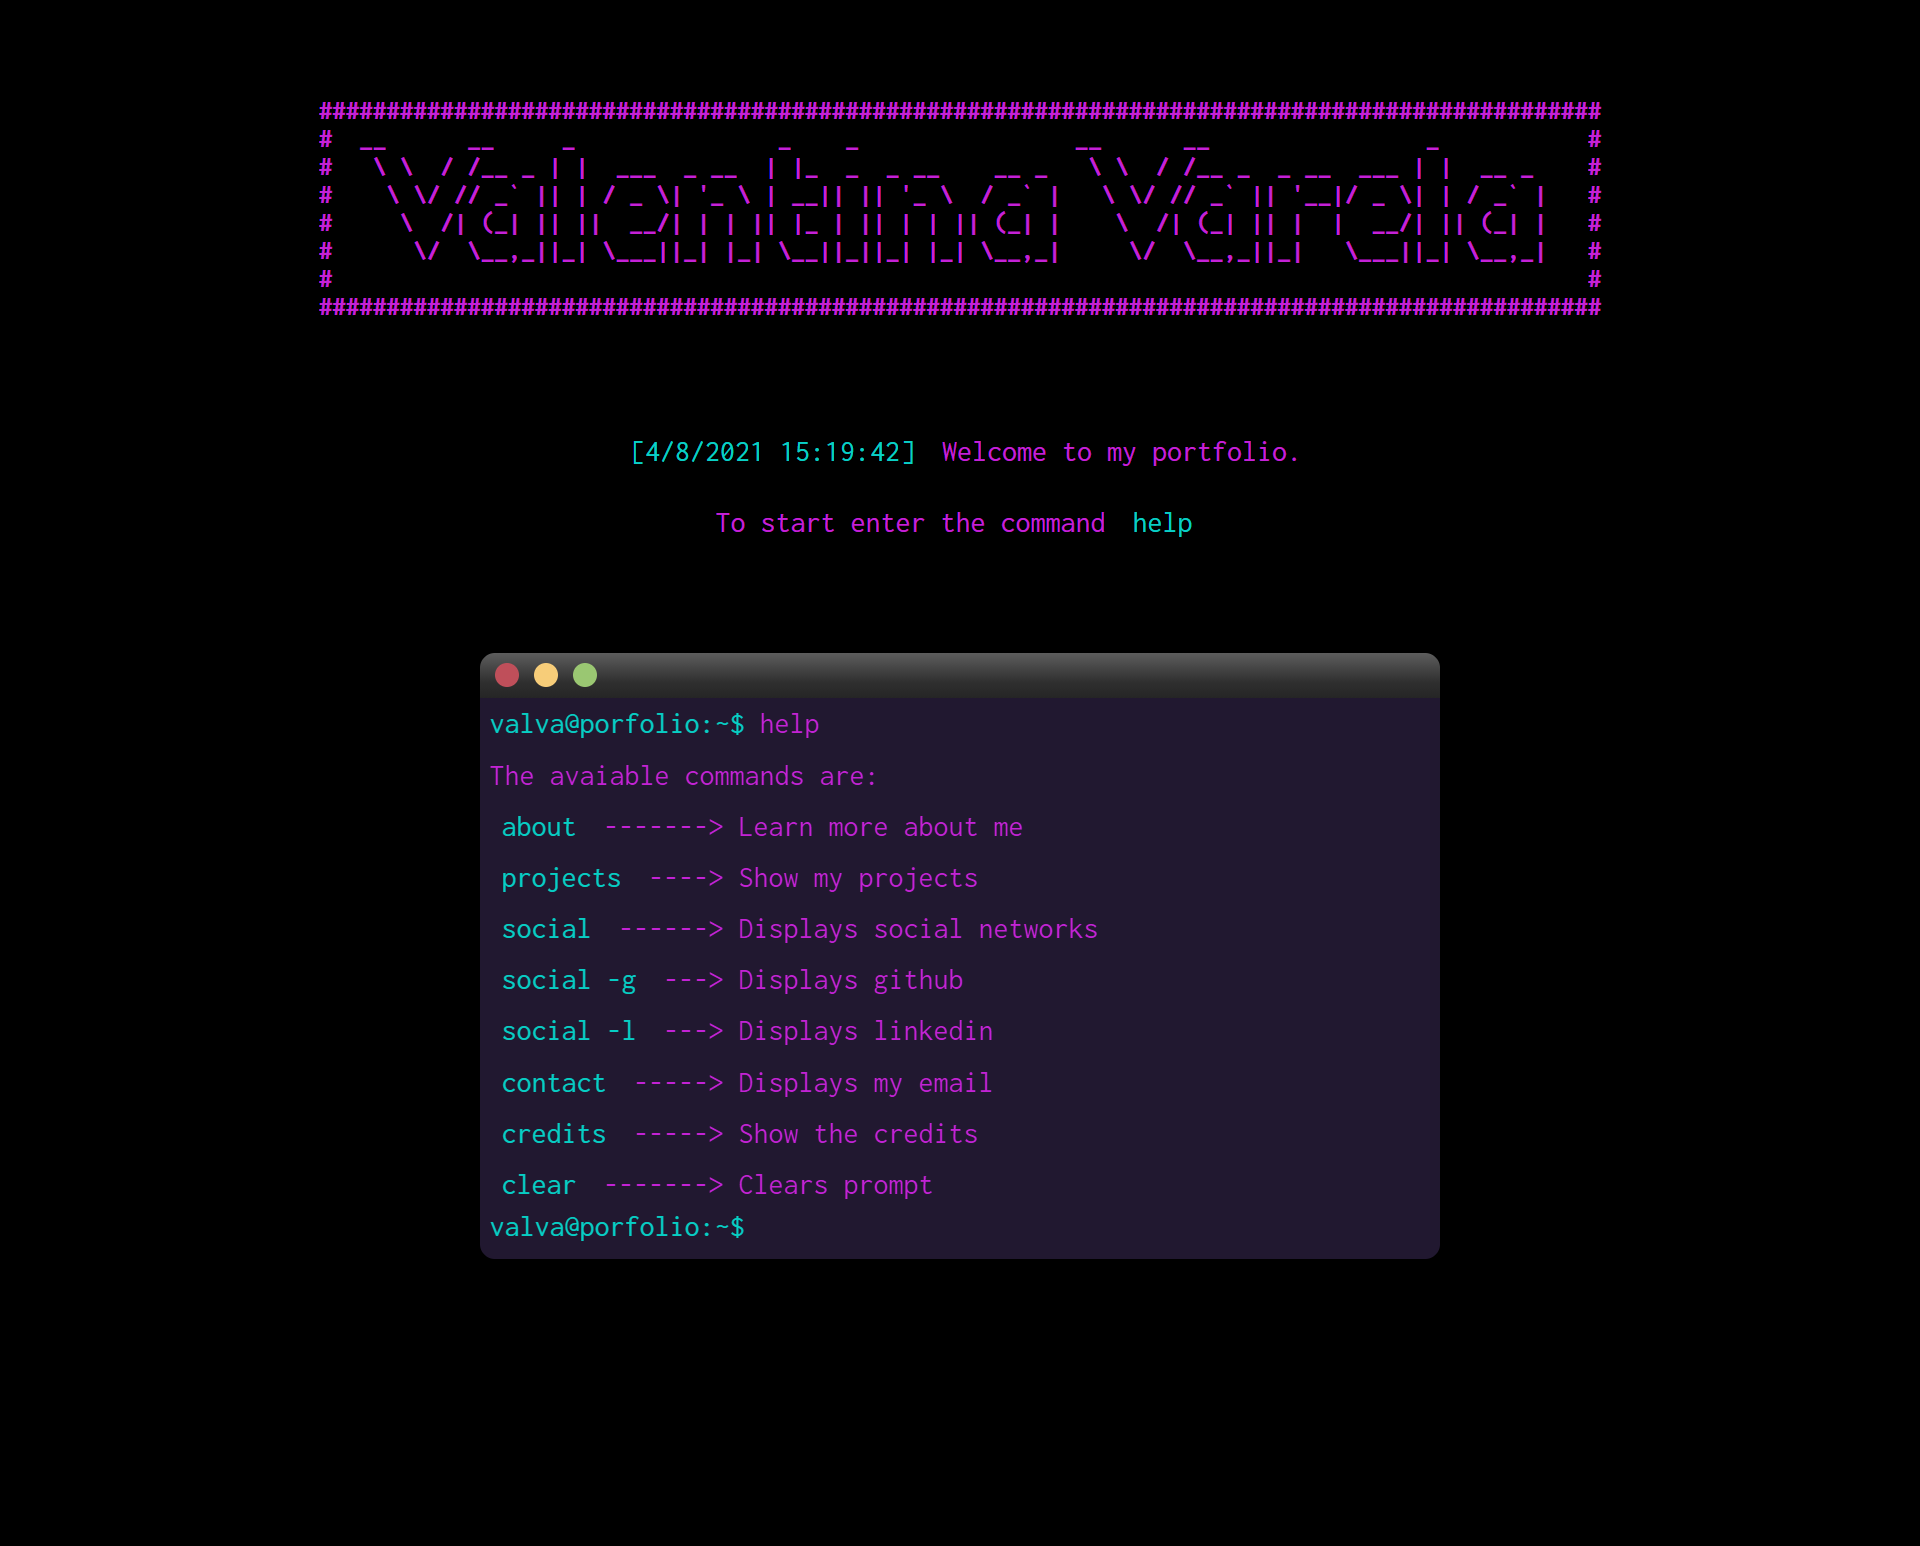 Valentina Varela
[4/8/2021 15:19:42] Welcome to my portfolio.
To start enter the command help
valva@porfolio:~$ help
The avaiable commands are:
about -------> Learn more about me
projects ----> Show my projects
social ------> Displays social networks
social -g ---> Displays github
social -l ---> Displays linkedin
contact -----> Displays my email
credits -----> Show the credits
clear -------> Clears prompt
valva@porfolio:~$